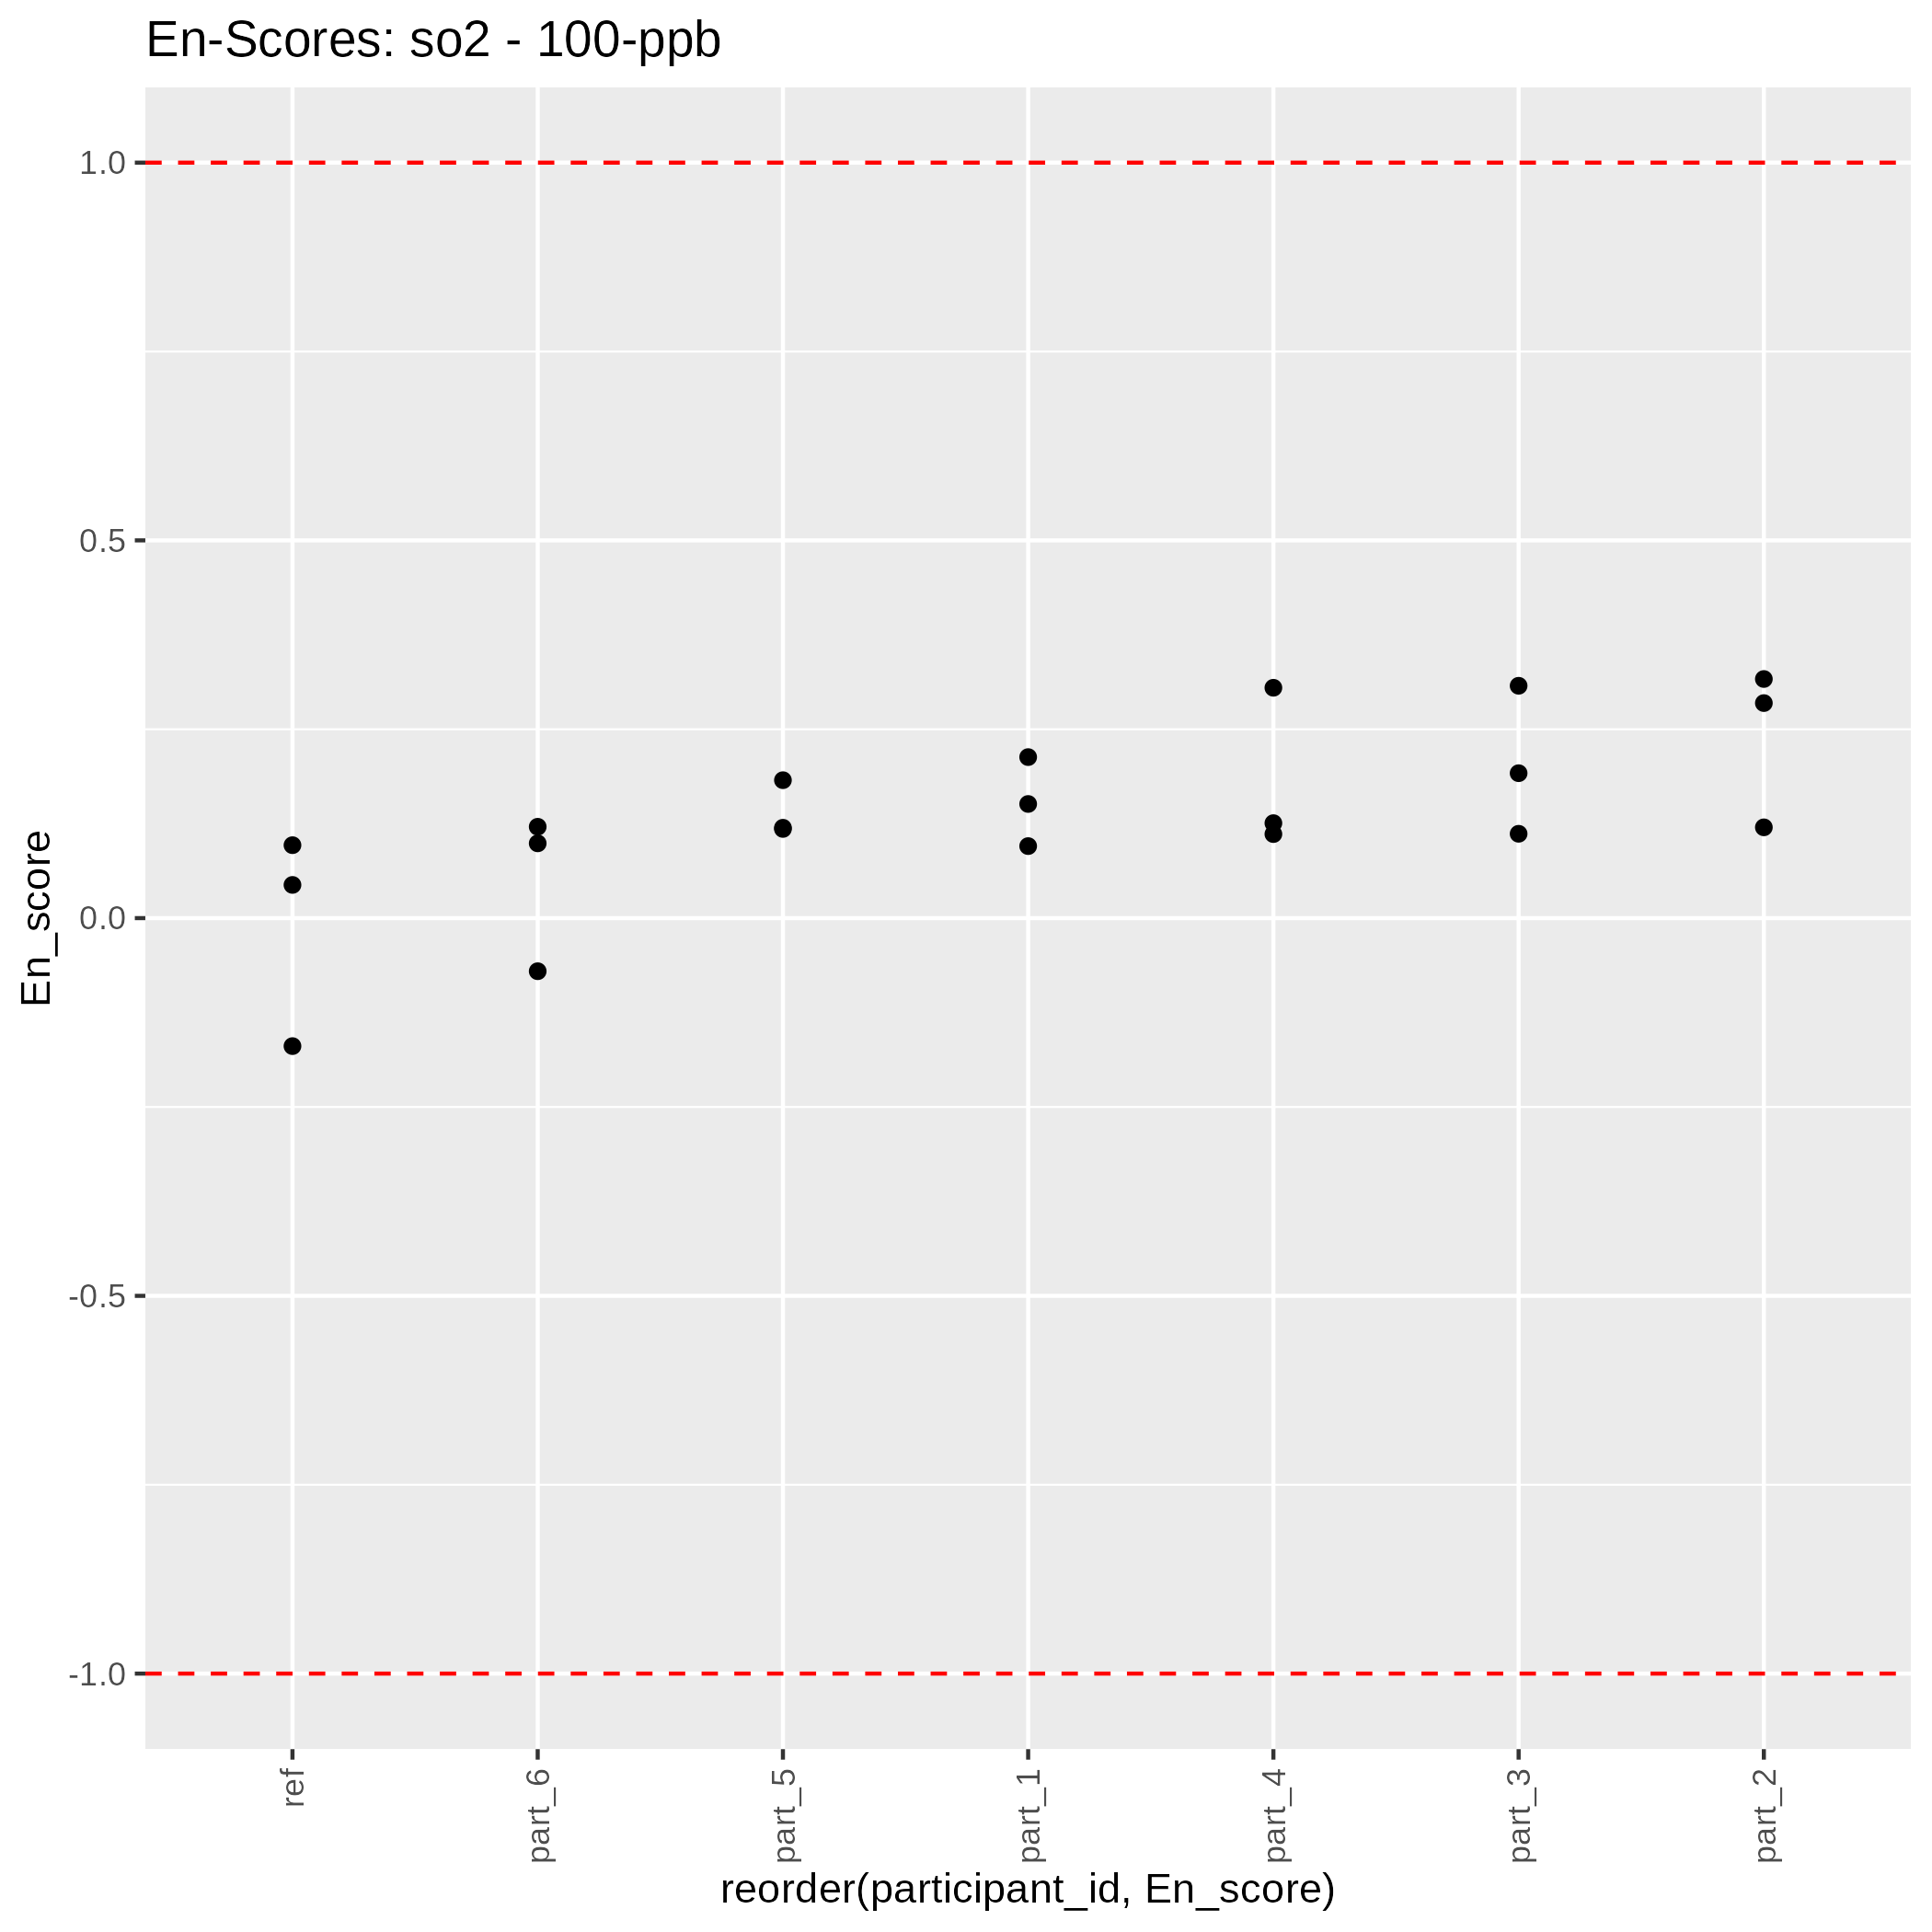 En-Scores: so2 - 100-ppb
1.0
0.5
0.0
-0.5
-1.0
En_score
ref
part_6
part_5
part_1
part_4
part_3
part_2
reorder(participant_id, En_score)